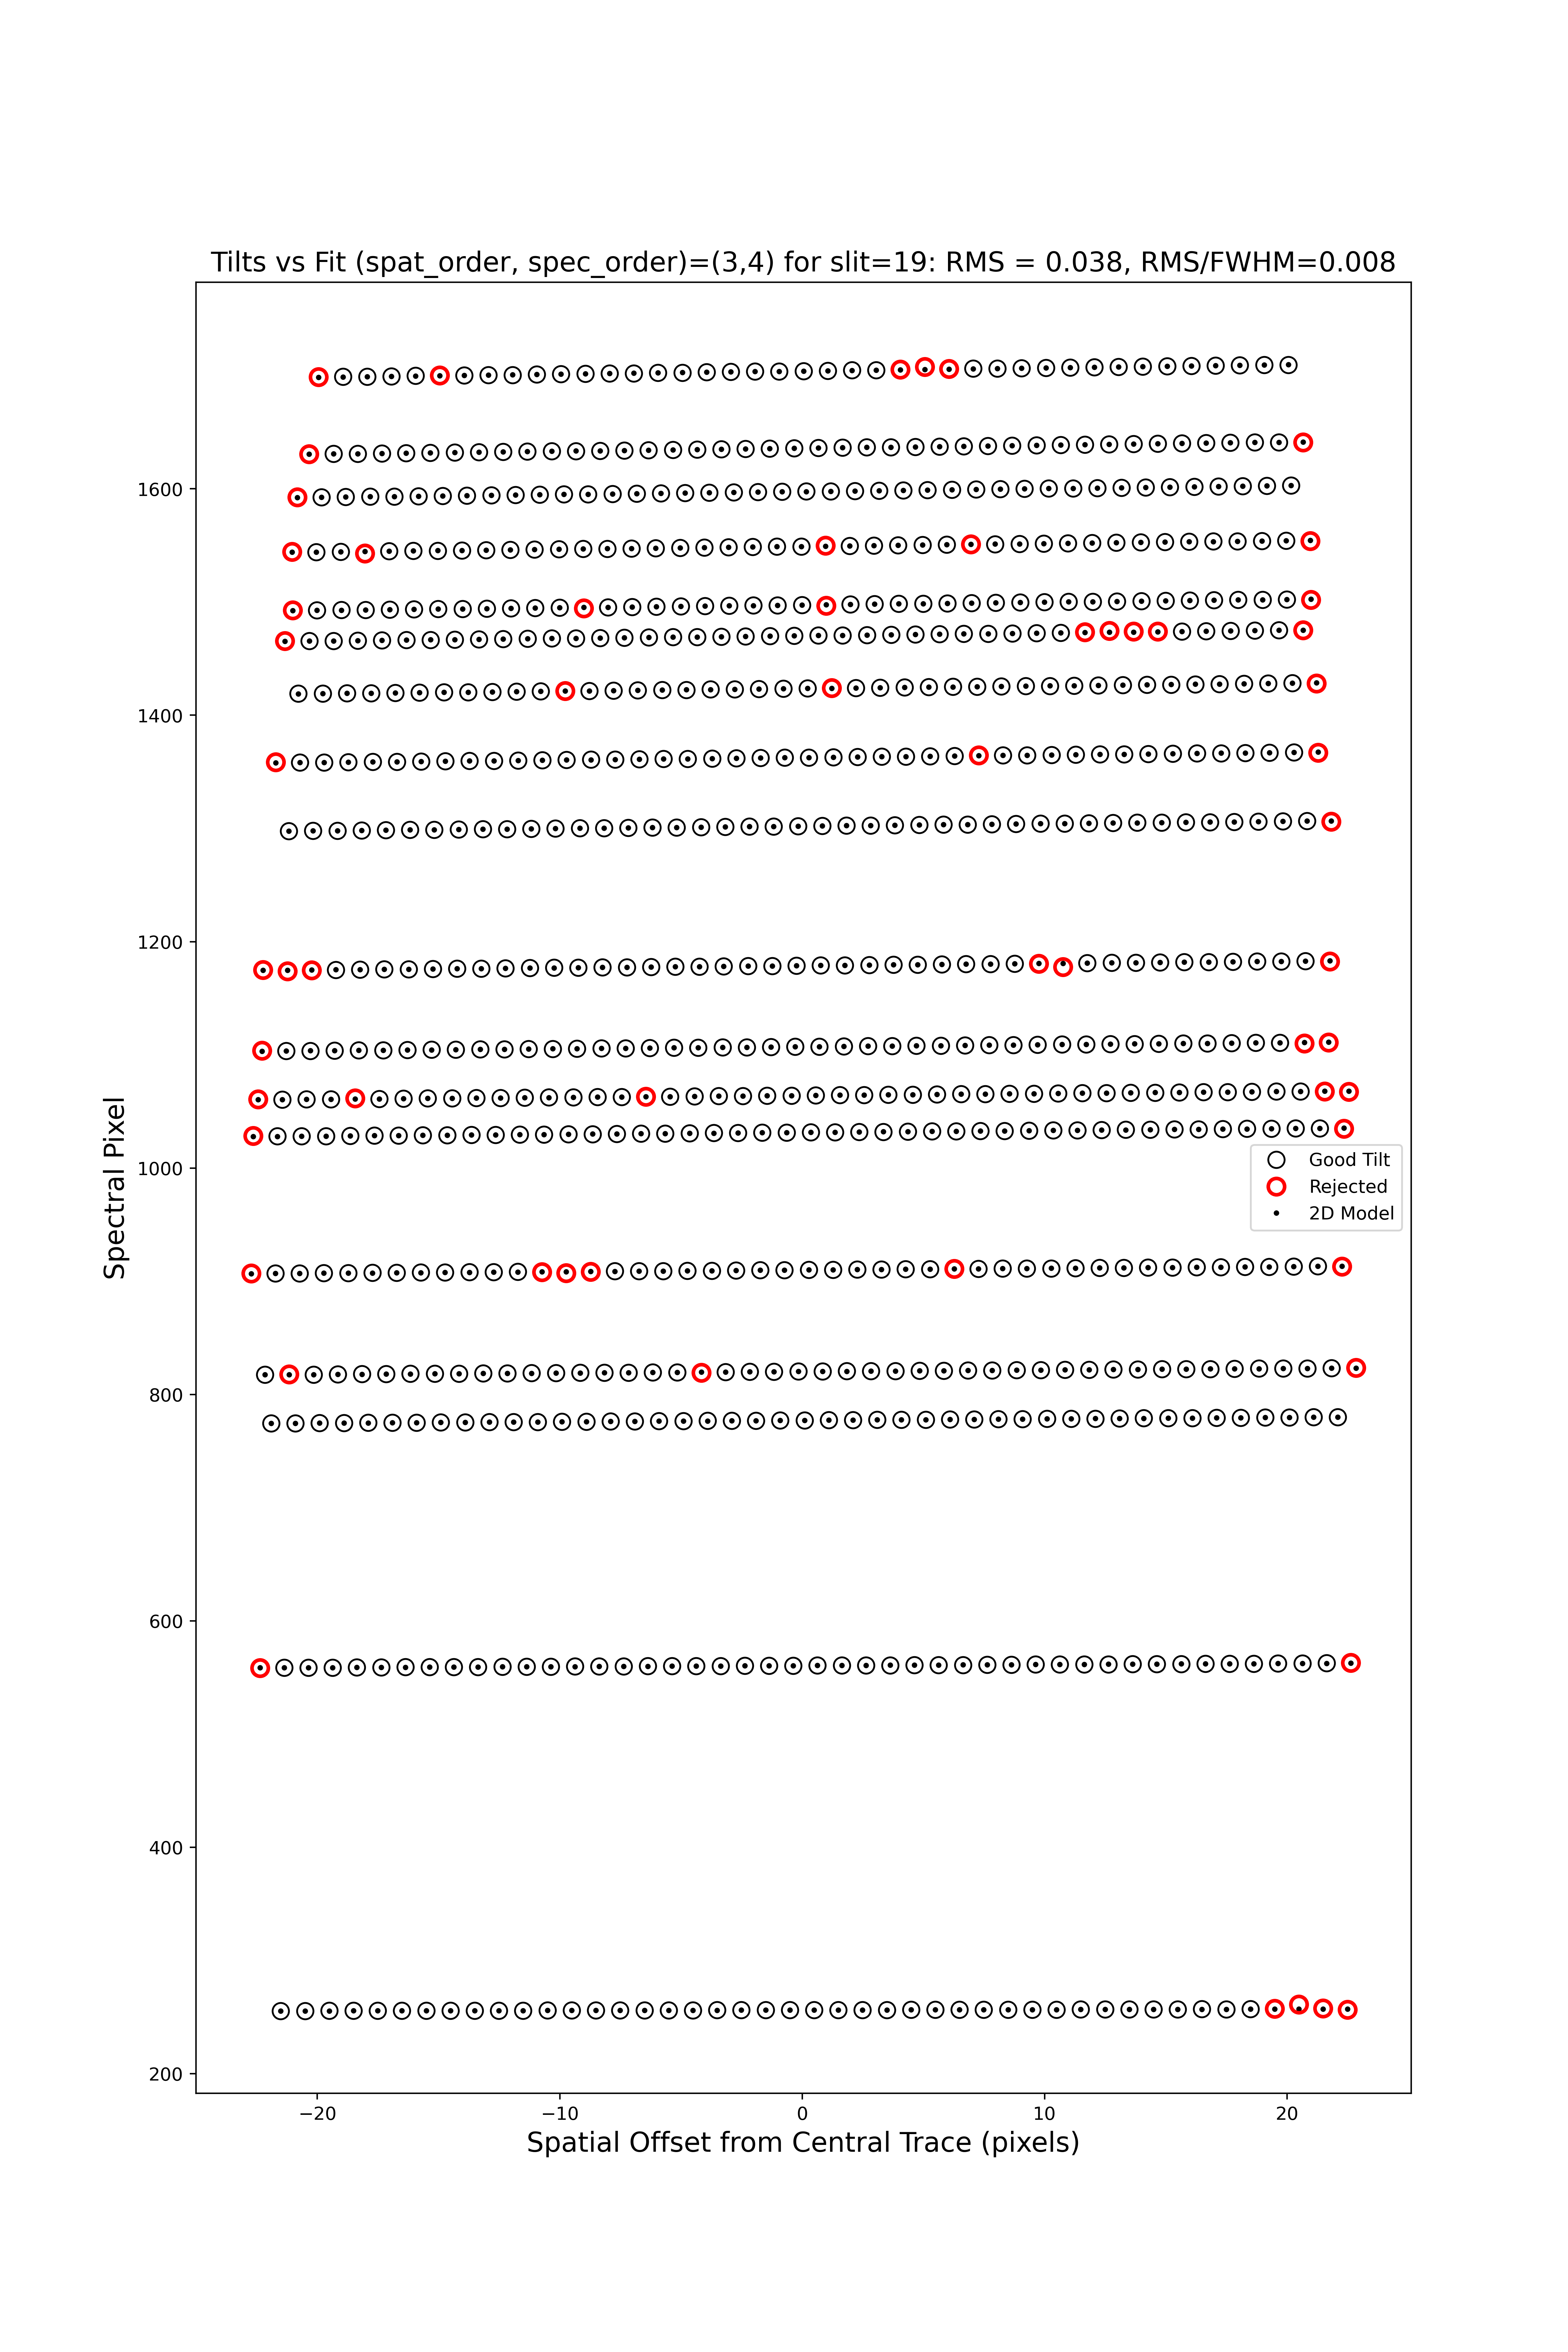 Tilts vs Fit (spat_order, spec_order)=(3,4) for slit=19: RMS = 0.038, RMS/FWHM=0.008
1600
1400
1200
1000
800
600
400
200
Spectral Pixel
Good Tilt
Rejected
2D Model
−20 −10 0 10 20
Spatial Offset from Central Trace (pixels)